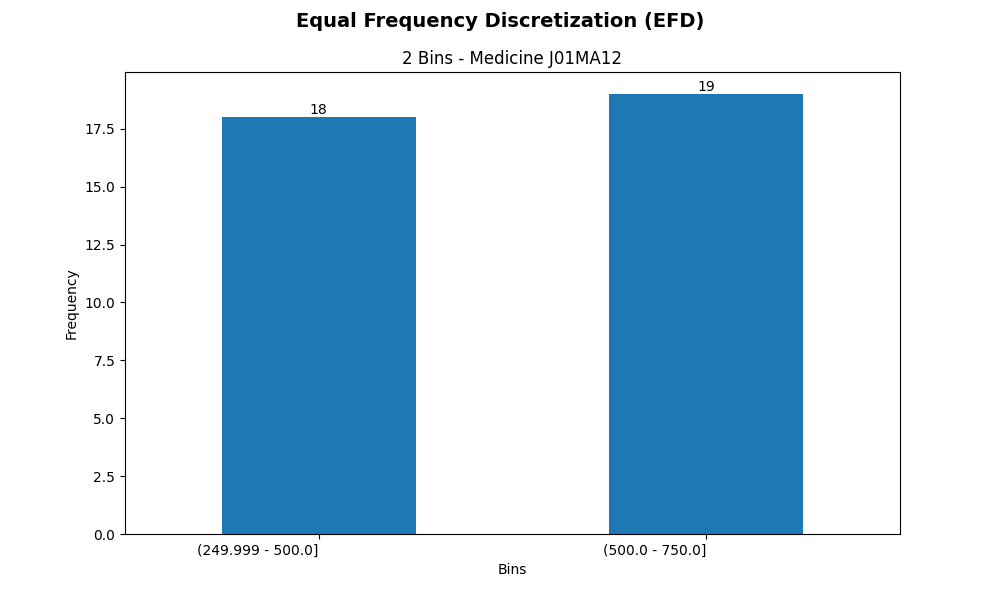 Equal Frequency Discretization (EFD)
2 Bins - Medicine J01MA12
18
19
17.5
15.0
12.5
10.0
7.5
5.0
2.5
0.0
Frequency
(249.999 - 500.0]
(500.0 - 750.0]
Bins